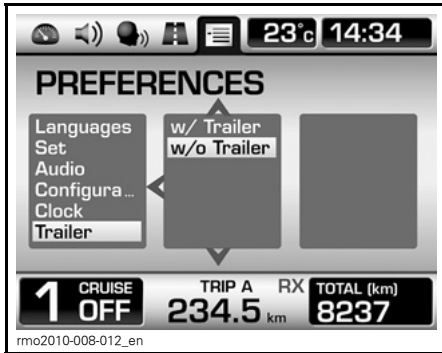 23°c 14:34
PREFERENCES
Languages
Set
Audio
Configura...
Clock
Trailer
w/ Trailer
w/o Trailer
1 CRUISE OFF
TRIP A
234.5 km
RX
TOTAL (km)
8237
rmo2010-008-012_en